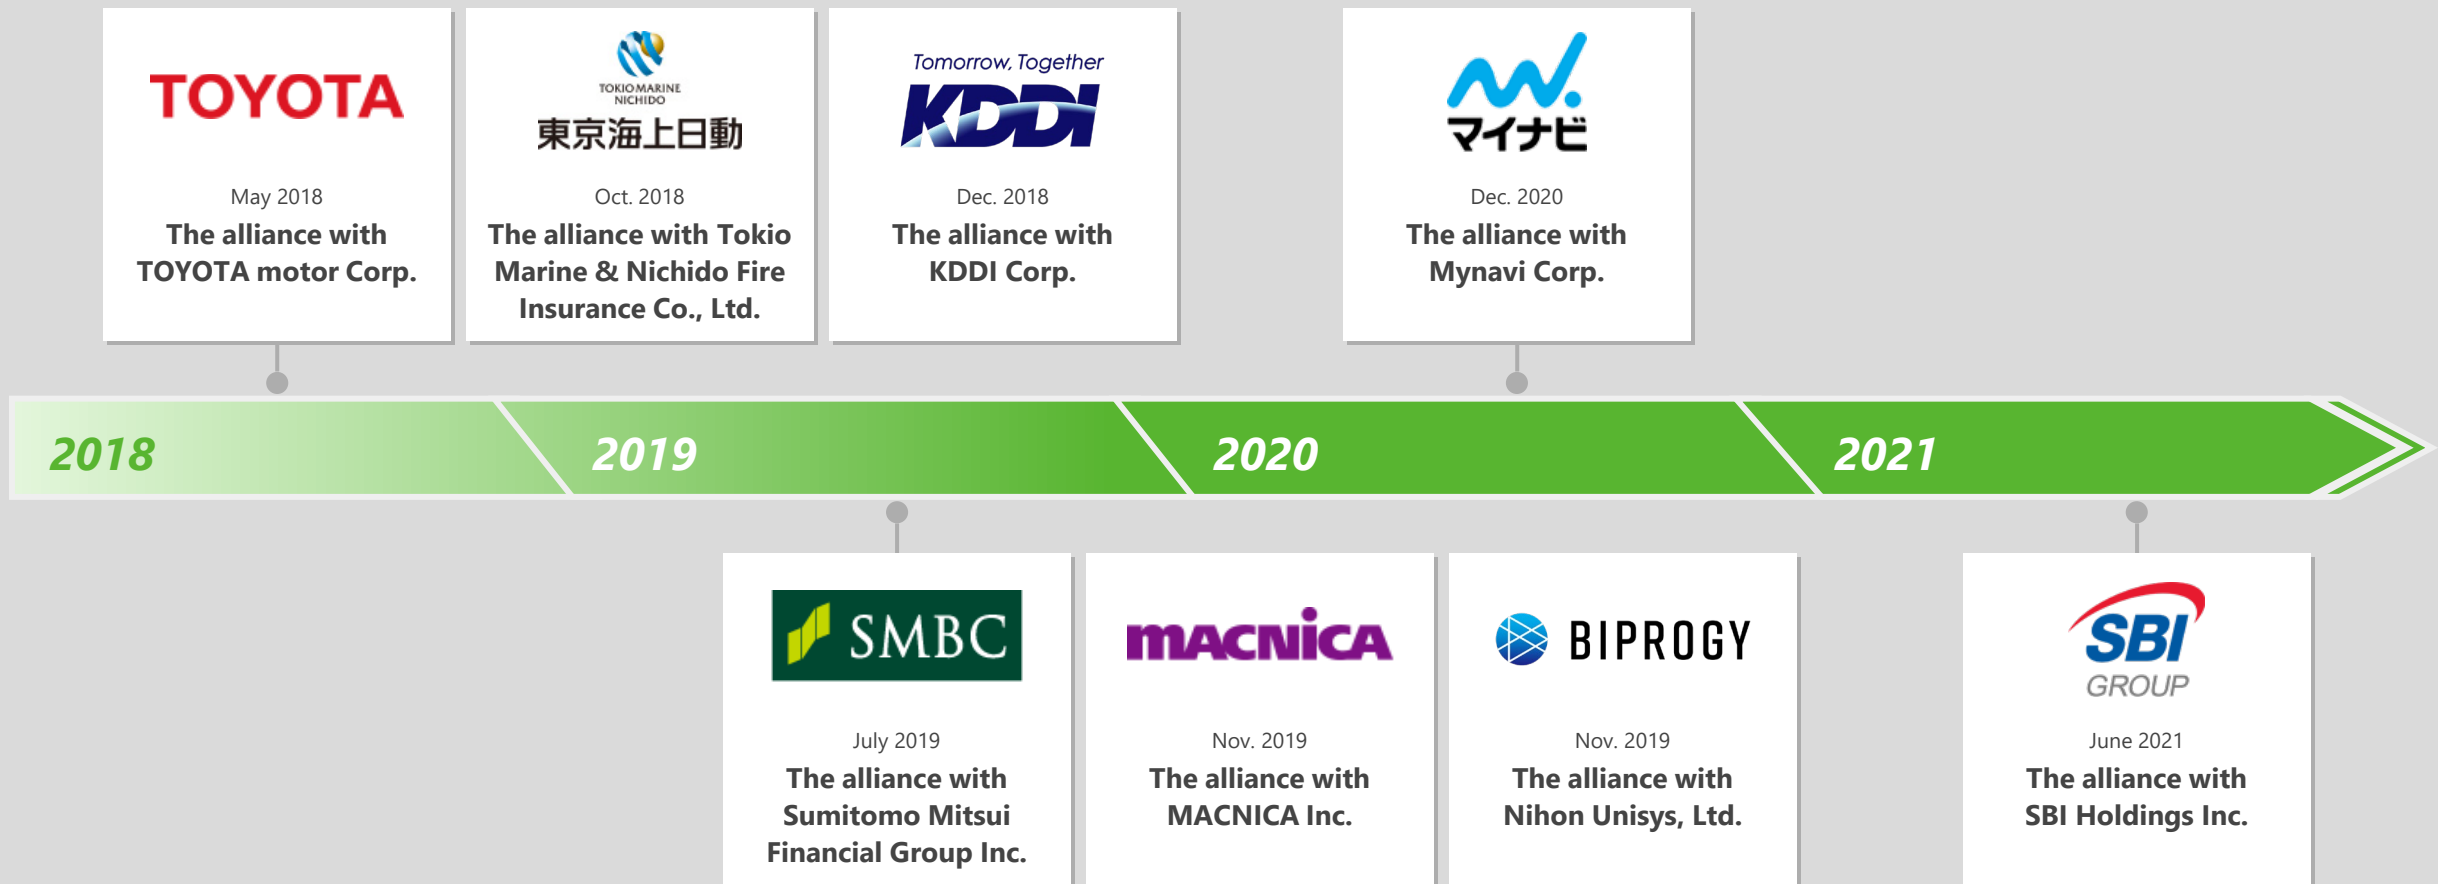 TOYOTA
May 2018
The alliance with
TOYOTA motor Corp.
TOKIO MARINE
NICHIDO
東京海上日動
Oct. 2018
The alliance with Tokio
Marine & Nichido Fire
Insurance Co., Ltd.
Tomorrow, Together
KDDI
Dec. 2018
The alliance with
KDDI Corp.
マイナビ
Dec. 2020
The alliance with
Mynavi Corp.
2018
2019
2020
2021
SMBC
July 2019
The alliance with
Sumitomo Mitsui
Financial Group Inc.
MACNICA
Nov. 2019
The alliance with
MACNICA Inc.
BIPROGY
Nov. 2019
The alliance with
Nihon Unisys, Ltd.
SBI
GROUP
June 2021
The alliance with
SBI Holdings Inc.